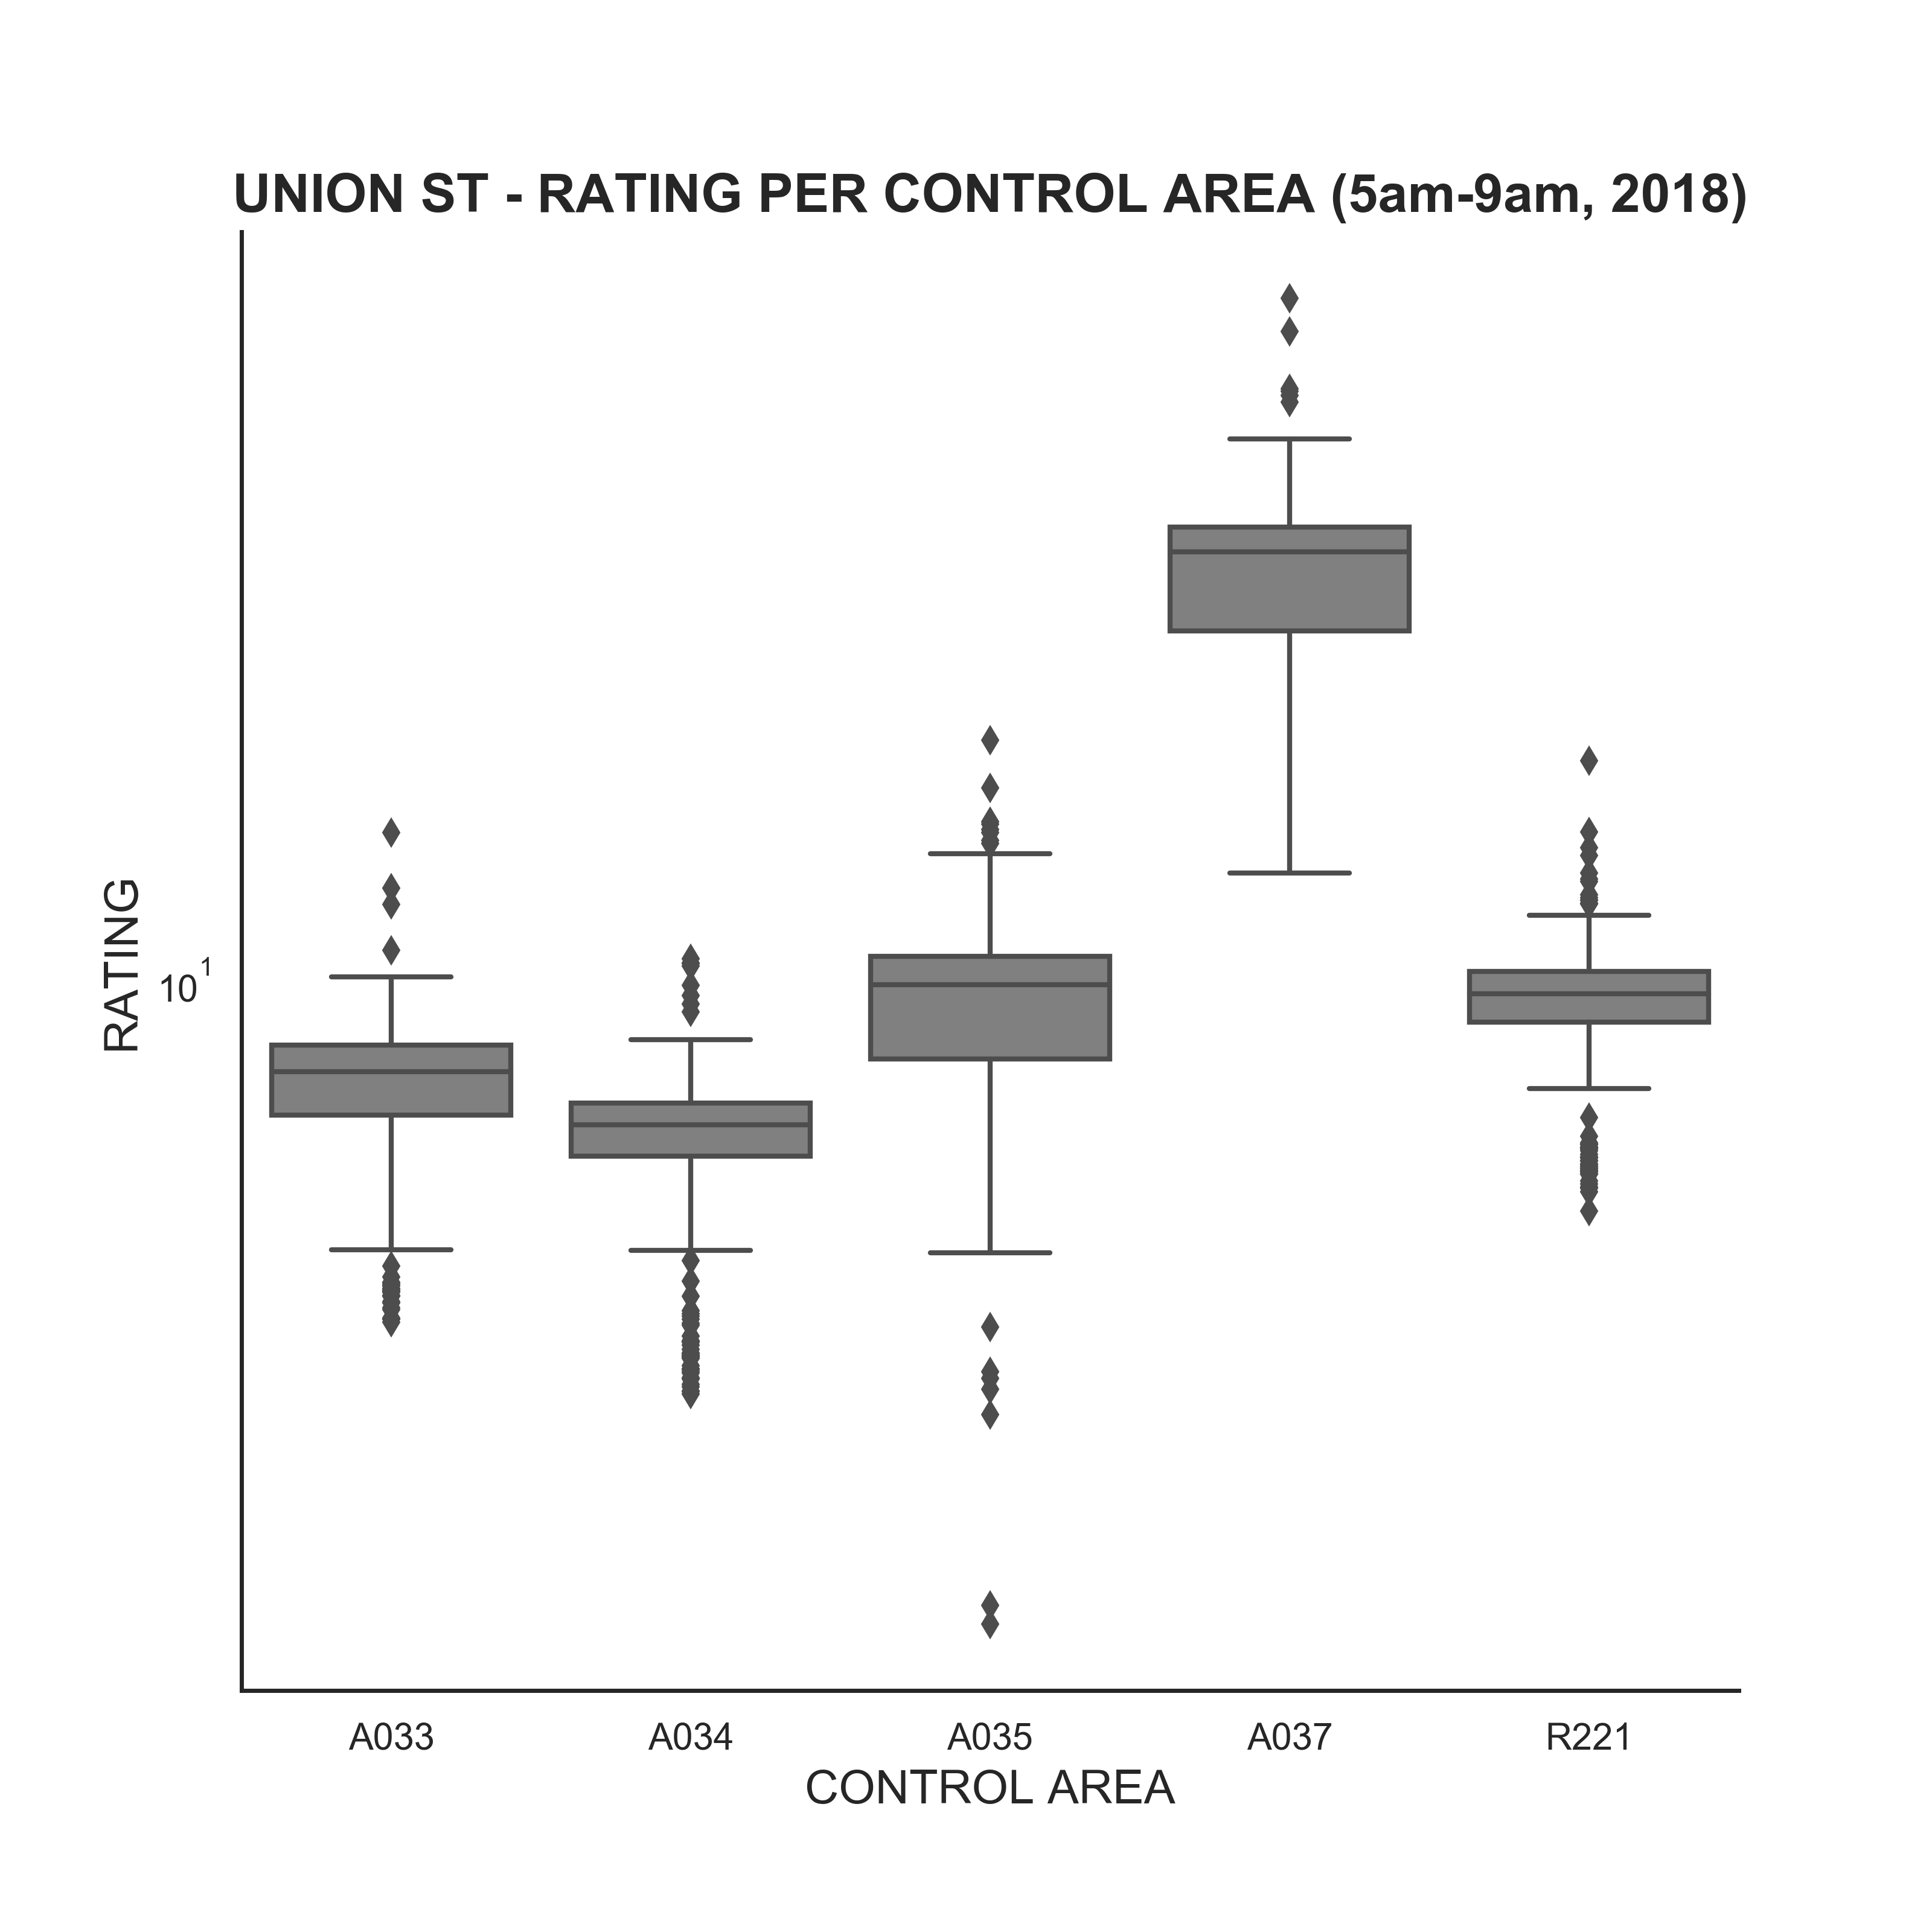 UNION ST - RATING PER CONTROL AREA (5am-9am, 2018)
RATING
10¹
A033 A034 A035 A037 R221
CONTROL AREA